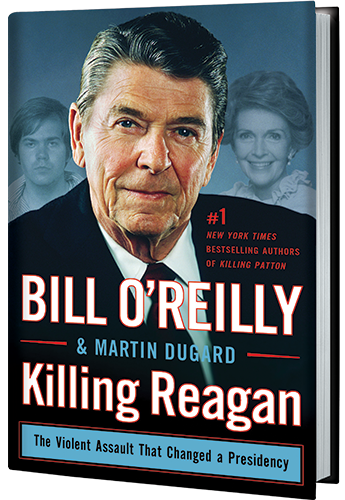 #1
NEW YORK TIMES
BESTSELLING AUTHORS
OF KILLING PATTON
BILL O'REILLY
& MARTIN DUGARD
Killing Reagan
The Violent Assault That Changed a Presidency